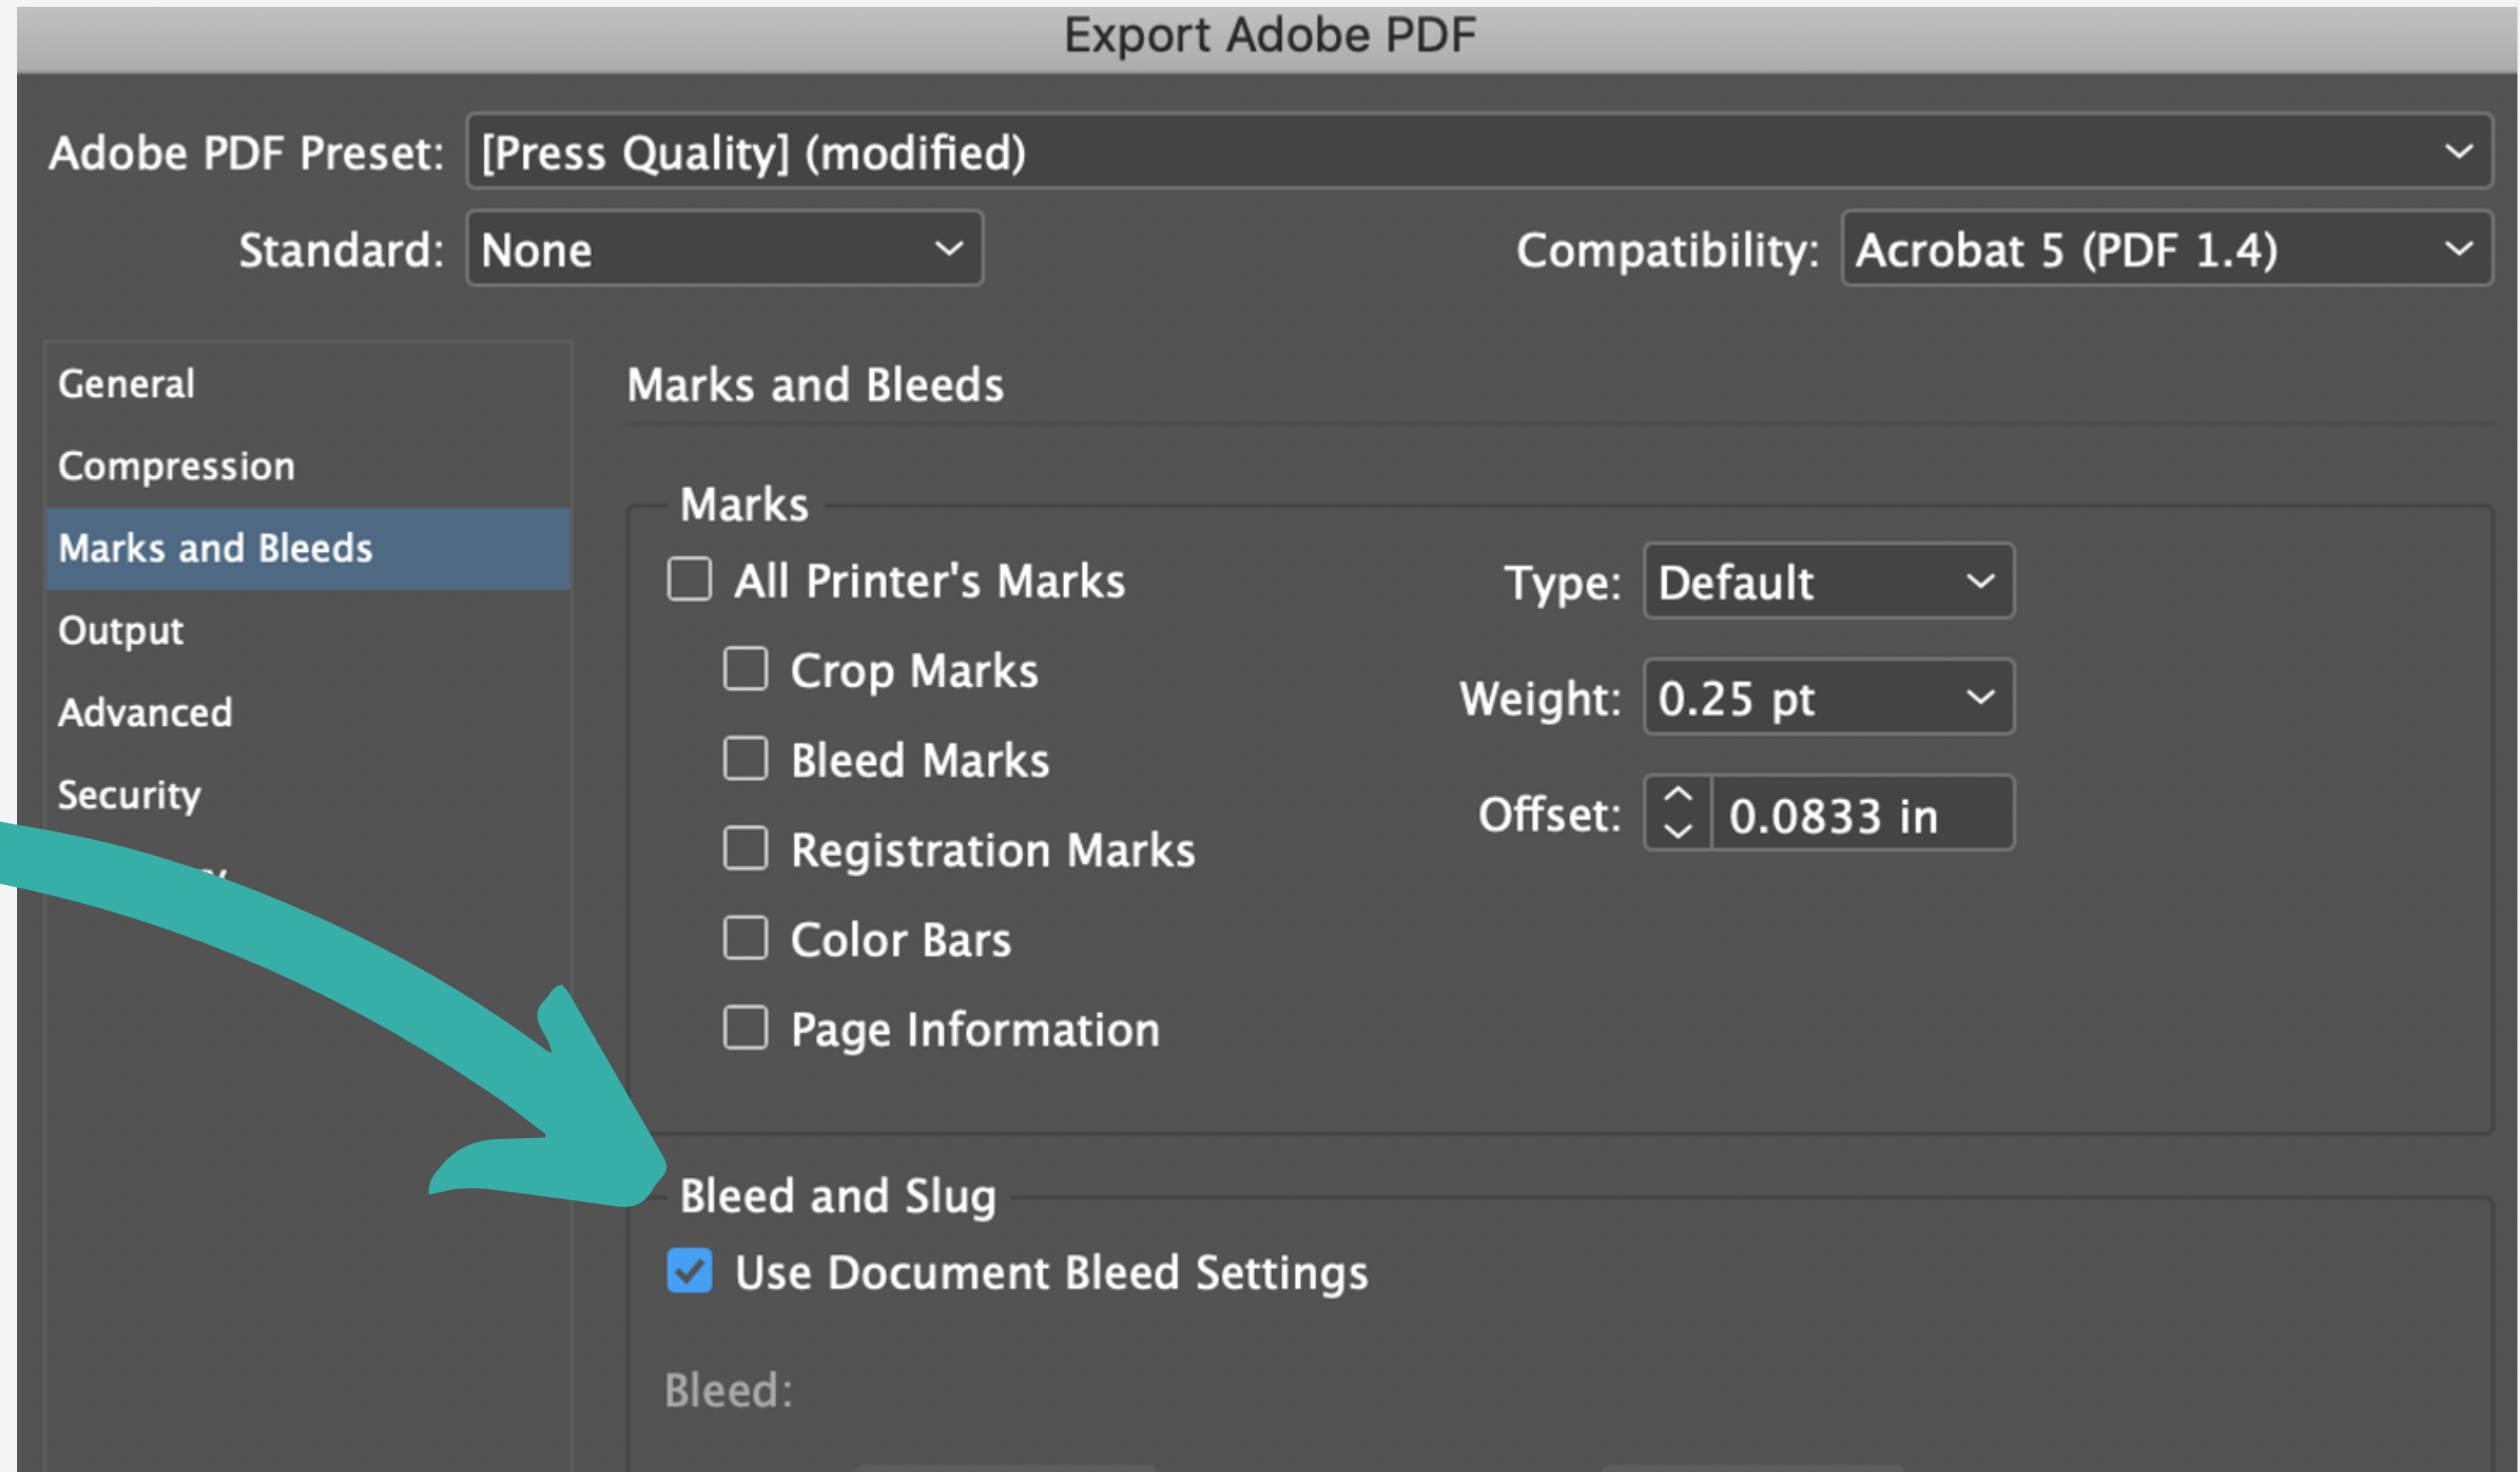 Export Adobe PDF
Adobe PDF Preset: [Press Quality] (modified)
Standard: None
Compatibility: Acrobat 5 (PDF 1.4)
General
Compression
Marks and Bleeds
Output
Advanced
Security
Marks and Bleeds
Marks
All Printer's Marks
Crop Marks
Bleed Marks
Registration Marks
Color Bars
Page Information
Type: Default
Weight: 0.25 pt
Offset: 0.0833 in
Bleed and Slug
Use Document Bleed Settings
Bleed: